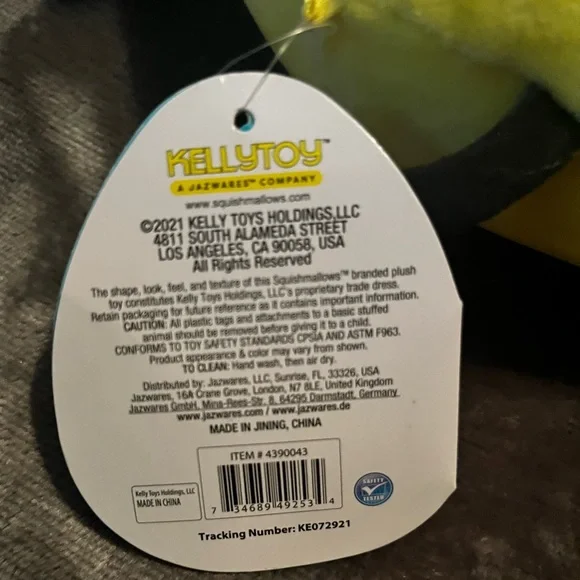 KELLYTOY™
A JAZWARES™ COMPANY
www.squishmallows.com
©2021 KELLY TOYS HOLDINGS,LLC
4811 SOUTH ALAMEDA STREET
LOS ANGELES, CA 90058, USA
All Rights Reserved
The shape, look, feel, and texture of this Squishmallows™ branded plush
toy constitutes Kelly Toys Holdings, LLC's proprietary trade dress.
Retain packaging for future reference as it contains important information.
CAUTION: All plastic tags and attachments to a basic stuffed
animal should be removed before giving it to a child.
CONFORMS TO TOY SAFETY STANDARDS CPSIA AND ASTM F963.
Product appearance & color may vary from shown.
TO CLEAN: Hand wash, then air dry.
Distributed by: Jazwares, LLC, Sunrise, FL, 33326, USA
Jazwares, 16A Crane Grove, London, N7 8LE, United Kingdom
Jazwares GmbH, Mina-Rees-Str. 8, 64295 Darmstadt, Germany
www.jazwares.com / www.jazwares.de
MADE IN JINING, CHINA
ITEM # 4390043
Kelly Toys Holdings, LLC
MADE IN CHINA
7 34689 49253 4
SAFETY
TESTED
Tracking Number: KE072921